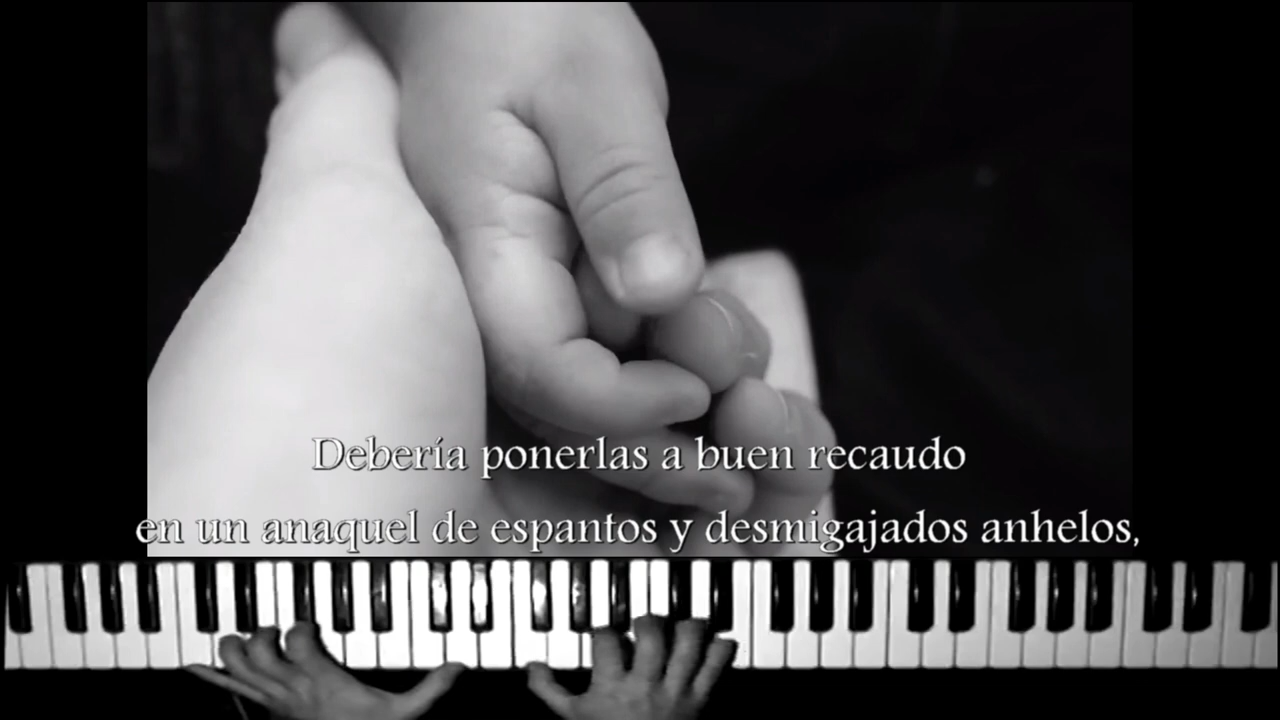 Debería ponerlas a buen recaudo
en un anaquel de espantos y desmigajados anhelos,